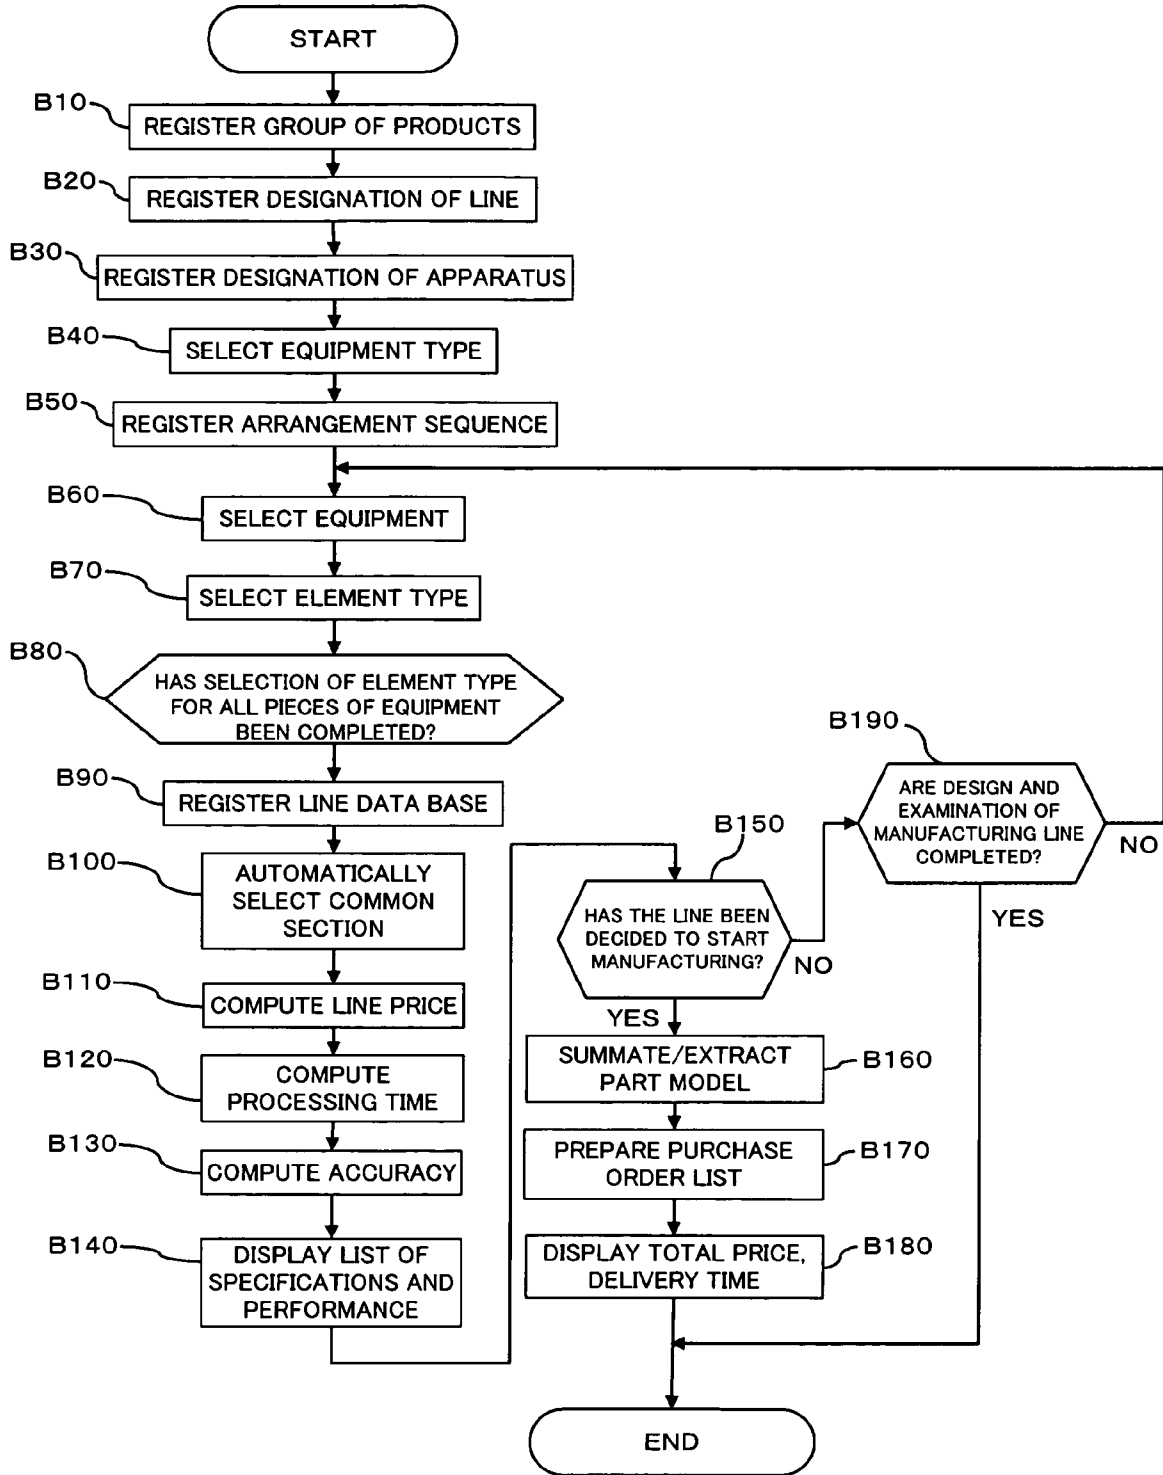 START
B10
REGISTER GROUP OF PRODUCTS
B20
REGISTER DESIGNATION OF LINE
B30
REGISTER DESIGNATION OF APPARATUS
B40
SELECT EQUIPMENT TYPE
B50
REGISTER ARRANGEMENT SEQUENCE
B60
SELECT EQUIPMENT
B70
SELECT ELEMENT TYPE
B80
HAS SELECTION OF ELEMENT TYPE
FOR ALL PIECES OF EQUIPMENT
BEEN COMPLETED?
B90
REGISTER LINE DATA BASE
B100
AUTOMATICALLY
SELECT COMMON
SECTION
B110
COMPUTE LINE PRICE
B120
COMPUTE
PROCESSING TIME
B130
COMPUTE ACCURACY
B140
DISPLAY LIST OF
SPECIFICATIONS AND
PERFORMANCE
B150
HAS THE LINE BEEN
DECIDED TO START
MANUFACTURING?
NO
YES
B160
SUMMATE/EXTRACT
PART MODEL
B170
PREPARE PURCHASE
ORDER LIST
B180
DISPLAY TOTAL PRICE,
DELIVERY TIME
B190
ARE DESIGN AND
EXAMINATION OF
MANUFACTURING LINE
COMPLETED?
NO
YES
END